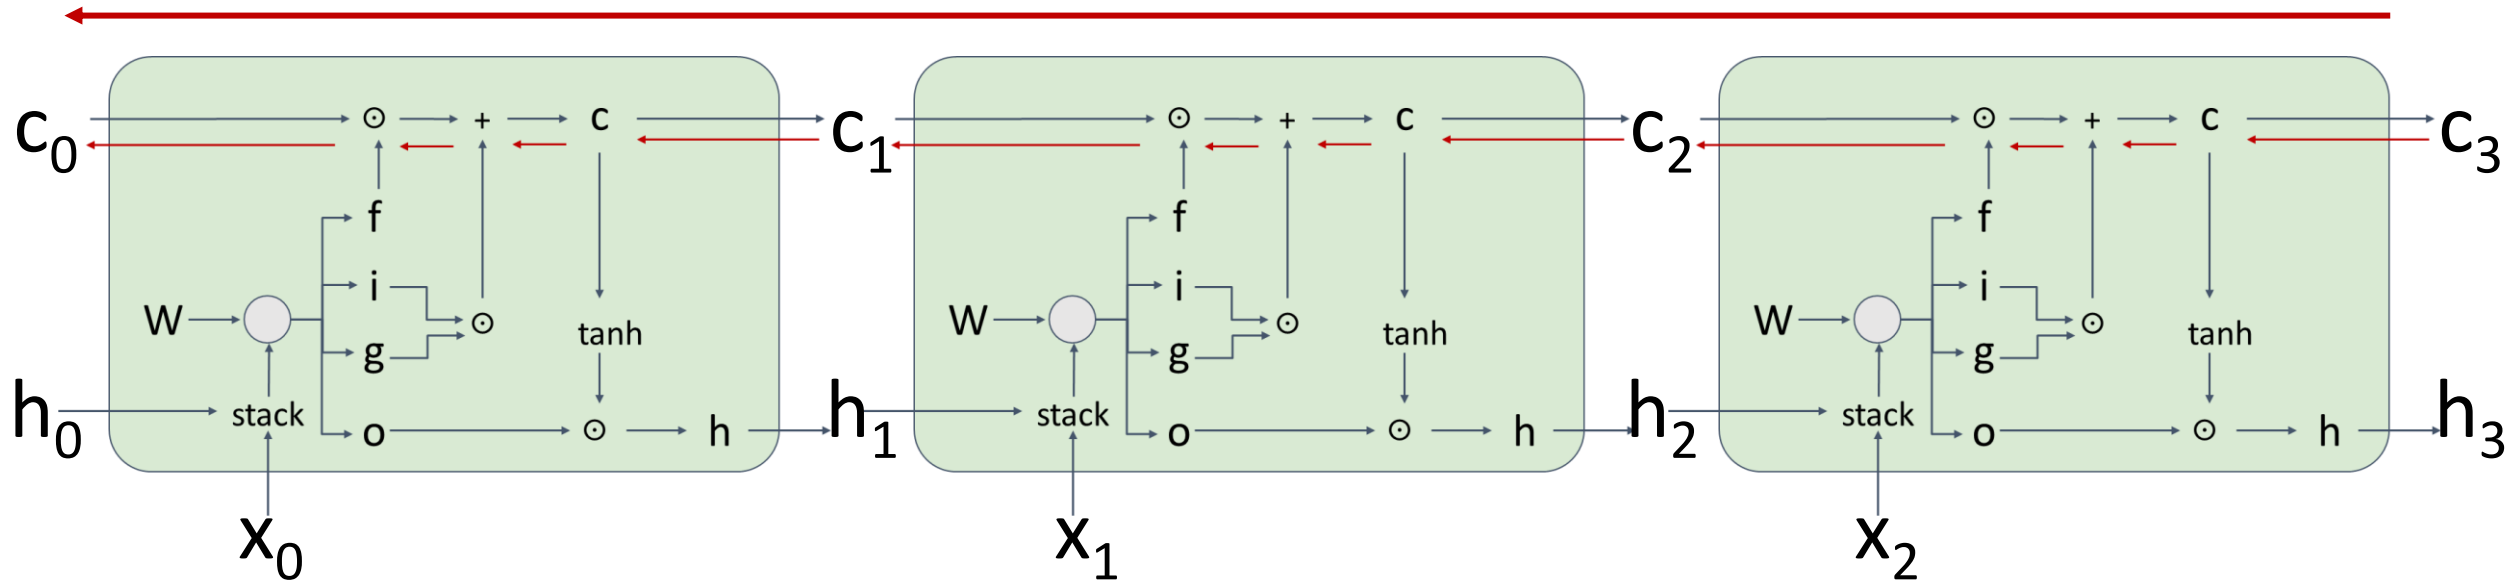 c₀ ⊙ + c c₁ ⊙ + c c₂ ⊙ + c c₃
f f f
i i i
W ⊙ tanh W ⊙ tanh W ⊙ tanh
g g g
h₀ stack h₁ stack h₂ stack h₃
o ⊙ h o ⊙ h o ⊙ h
x₀ x₁ x₂